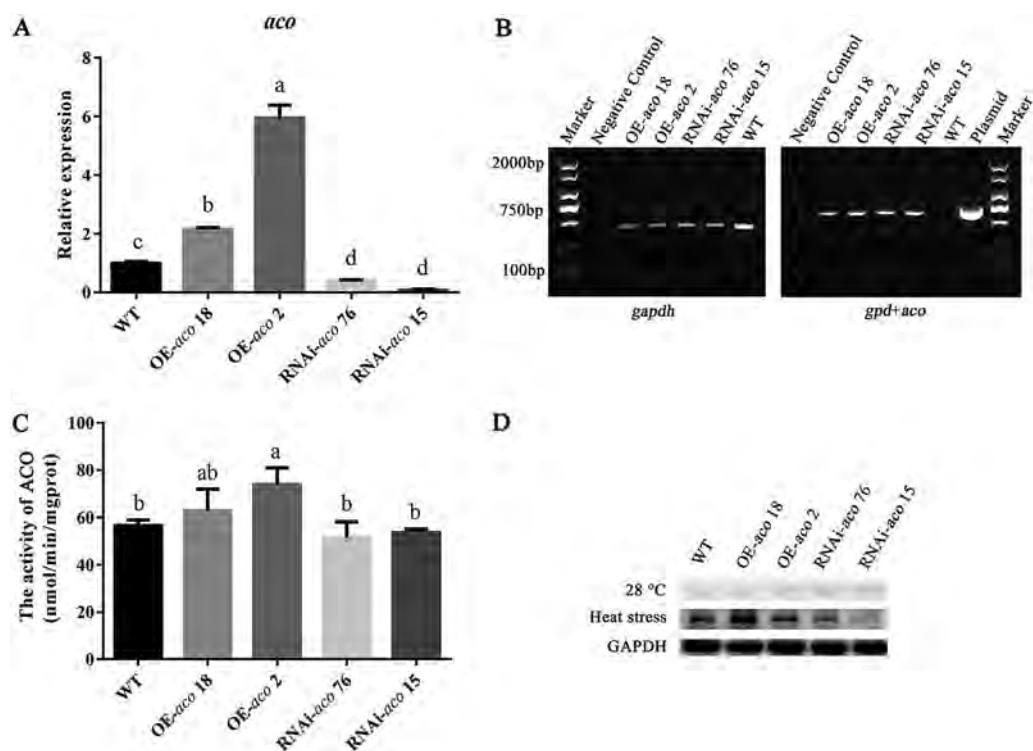 A
aco
Relative expression
8
6
4
2
0
c
b
a
d
d
WT
OE-aco 18
OE-aco 2
RNAi-aco 76
RNAi-aco 15
B
Marker
Negative Control
OE-aco 18
OE-aco 2
RNAi-aco 76
RNAi-aco 15
WT
Negative Control
OE-aco 18
OE-aco 2
RNAi-aco 76
RNAi-aco 15
WT
Plasmid
Marker
2000bp
750bp
100bp
gapdh
gpd+aco
C
The activity of ACO
(nmol/min/mgprot)
100
80
60
40
20
0
b
ab
a
b
b
WT
OE-aco 18
OE-aco 2
RNAi-aco 76
RNAi-aco 15
D
WT
OE-aco 18
OE-aco 2
RNAi-aco 76
RNAi-aco 15
28 °C
Heat stress
GAPDH